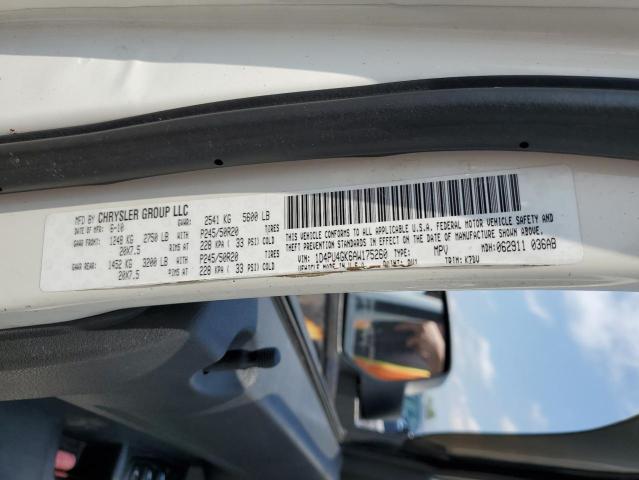 MFD BY CHRYSLER GROUP LLC
DATE OF MFR: 6-10 GVWR: 2541 KG 5600 LB
GAWR FRONT: 1248 KG 2750 LB WITH P245/50R20 TIRES
20X7.5 RIMS AT 228 KPA ( 33 PSI) COLD
GAWR REAR: 1452 KG 3200 LB WITH P245/50R20 TIRES
20X7.5 RIMS AT 228 KPA ( 33 PSI) COLD
THIS VEHICLE CONFORMS TO ALL APPLICABLE U.S.A. FEDERAL MOTOR VEHICLE SAFETY AND
THEFT PREVENTION STANDARDS IN EFFECT ON THE DATE OF MANUFACTURE SHOWN ABOVE.
VIN: 1D4PU4GK6AW175260 TYPE: MPV MDH: 062911 036AB
VEHICLE MADE IN